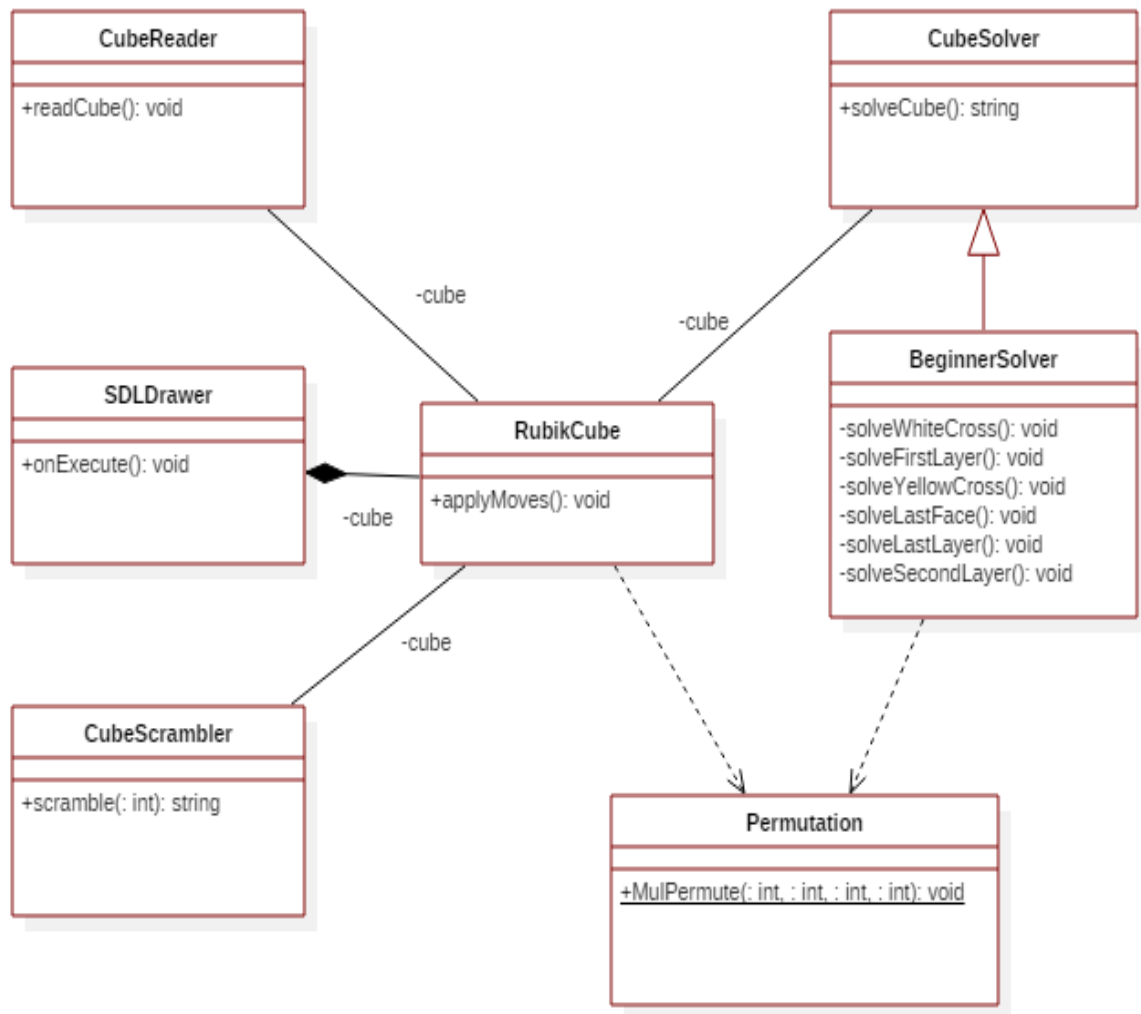 CubeReader
+readCube(): void
CubeSolver
+solveCube(): string
-cube
-cube
SDLDrawer
+onExecute(): void
-cube
RubikCube
+applyMoves(): void
BeginnerSolver
-solveWhiteCross(): void
-solveFirstLayer(): void
-solveYellowCross(): void
-solveLastFace(): void
-solveLastLayer(): void
-solveSecondLayer(): void
-cube
CubeScrambler
+scramble(: int): string
Permutation
+MulPermute(: int, : int, : int, : int): void